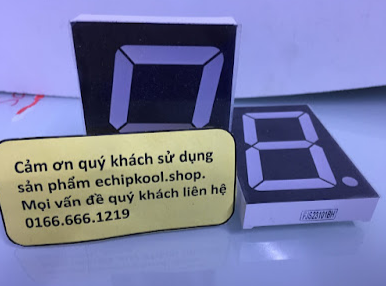 Cảm ơn quý khách sử dụng
sản phẩm echipkool.shop.
Mọi vấn đề quý khách liên hệ
0166.666.1219
FJS23101BH